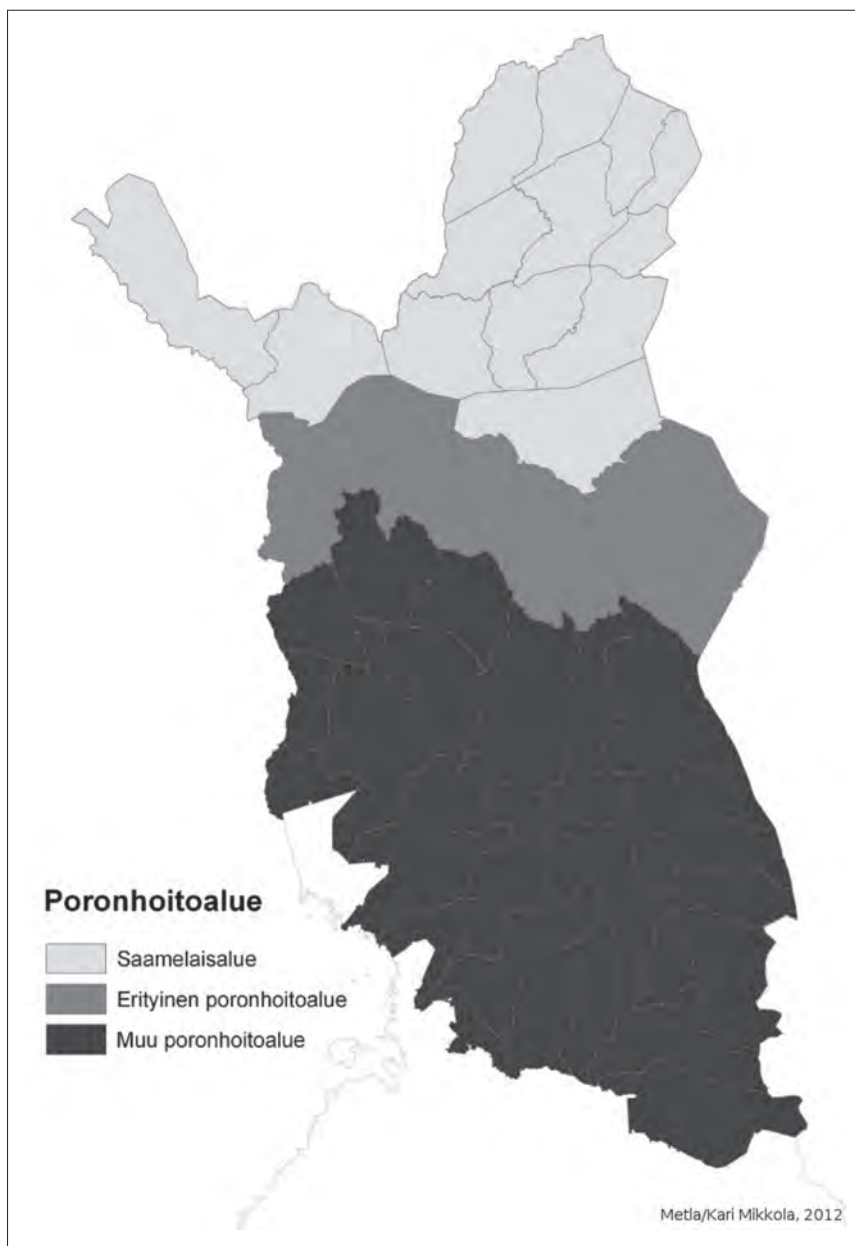 Poronhoitoalue
Saamelaisalue
Erityinen poronhoitoalue
Muu poronhoitoalue
Metla/Kari Mikkola, 2012